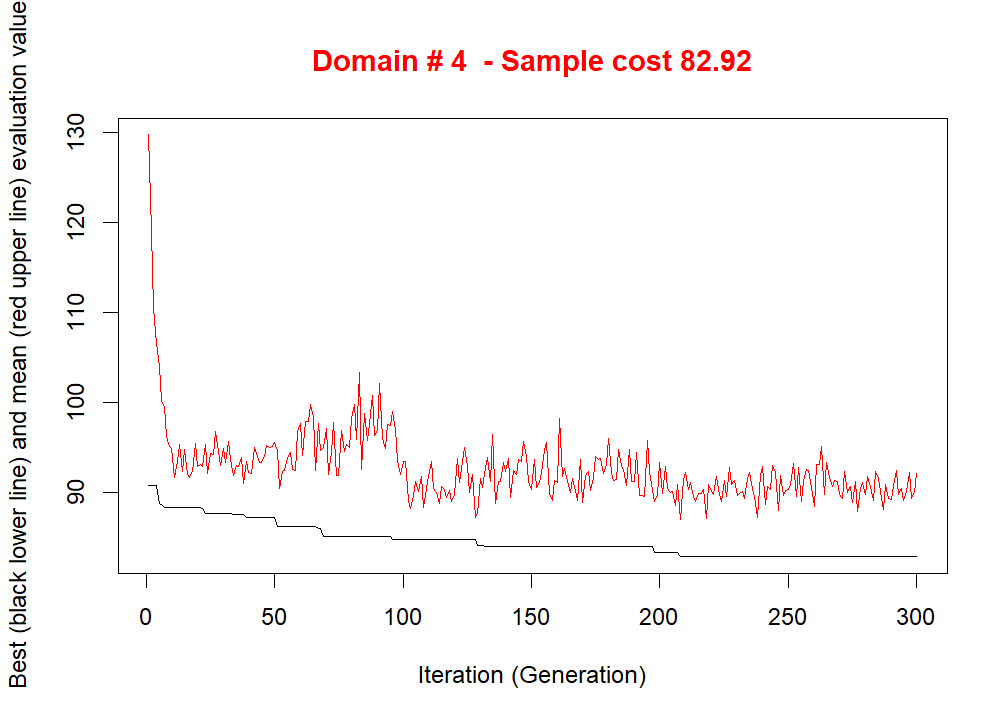 Domain # 4  - Sample cost 82.92
Best (black lower line) and mean (red upper line) evaluation value
130
120
110
100
90
0 50 100 150 200 250 300
Iteration (Generation)